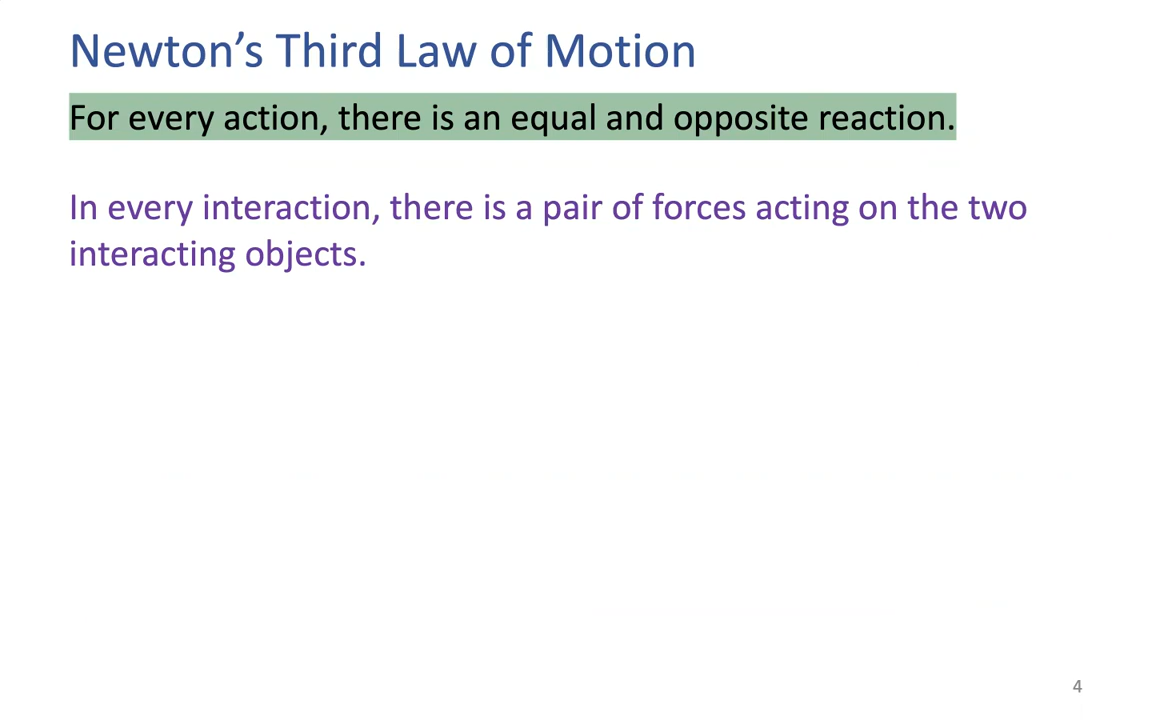 Newton’s Third Law of Motion
For every action, there is an equal and opposite reaction.
In every interaction, there is a pair of forces acting on the two
interacting objects.
4